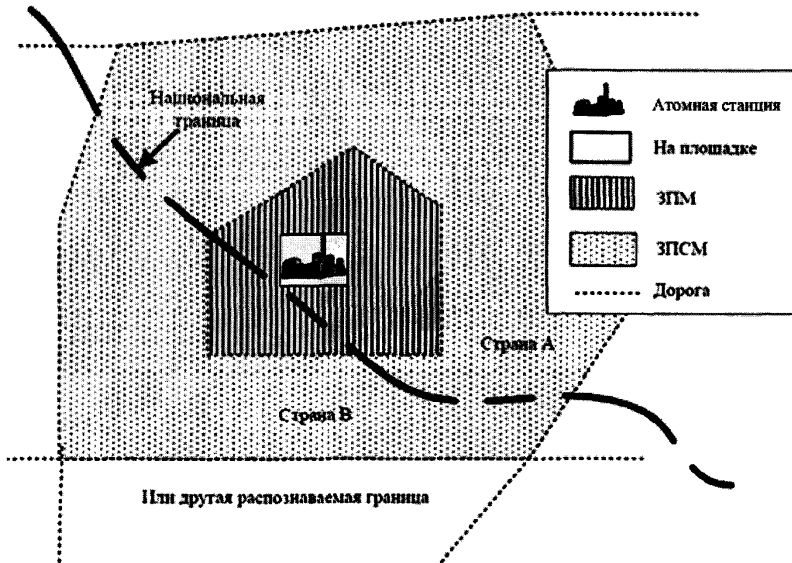 Национальная
граница
Атомная станция
На площадке
ЗПМ
ЗПСМ
Дорога
Страна А
Страна В
Или другая распознаваемая граница